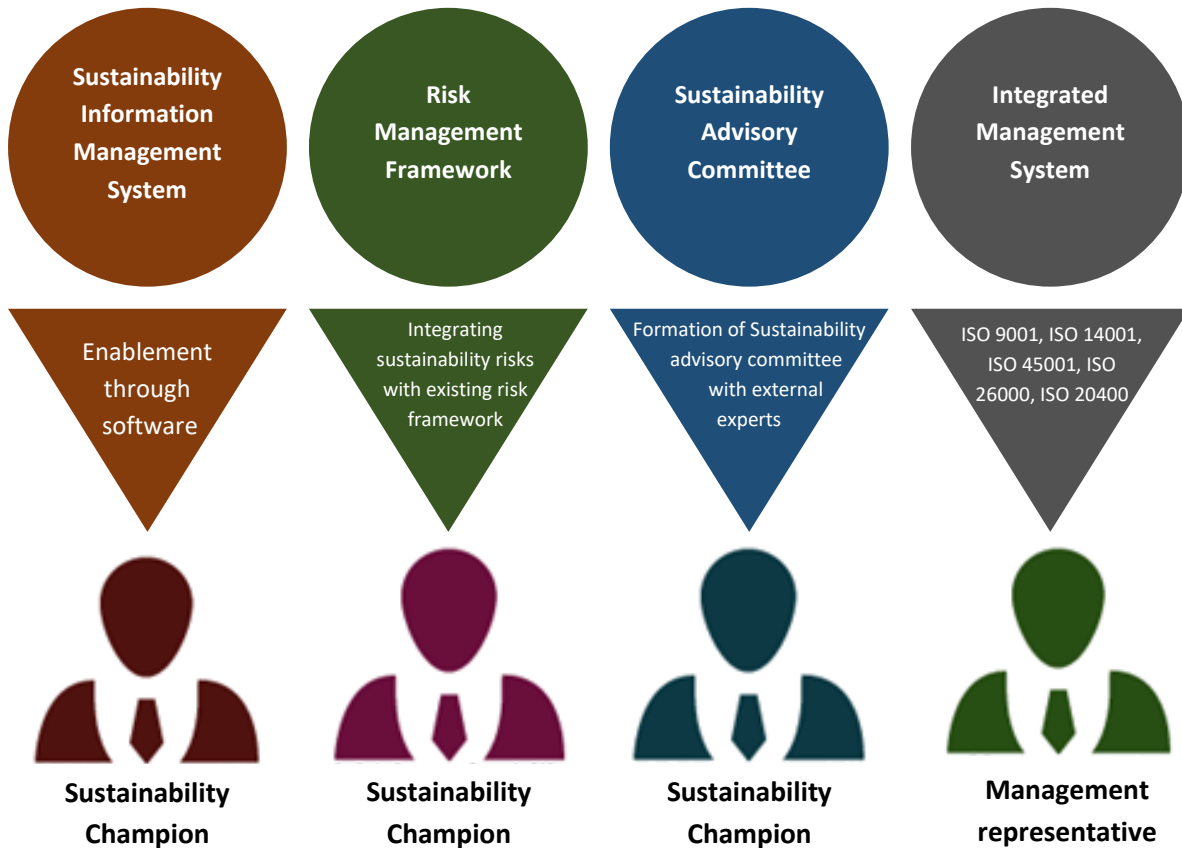 Sustainability
Information
Management
System
Risk
Management
Framework
Sustainability
Advisory
Committee
Integrated
Management
System
Enablement
through
software
Integrating
sustainability risks
with existing risk
framework
Formation of Sustainability
advisory committee
with external
experts
ISO 9001, ISO 14001,
ISO 45001, ISO
26000, ISO 20400
Sustainability
Champion
Sustainability
Champion
Sustainability
Champion
Management
representative